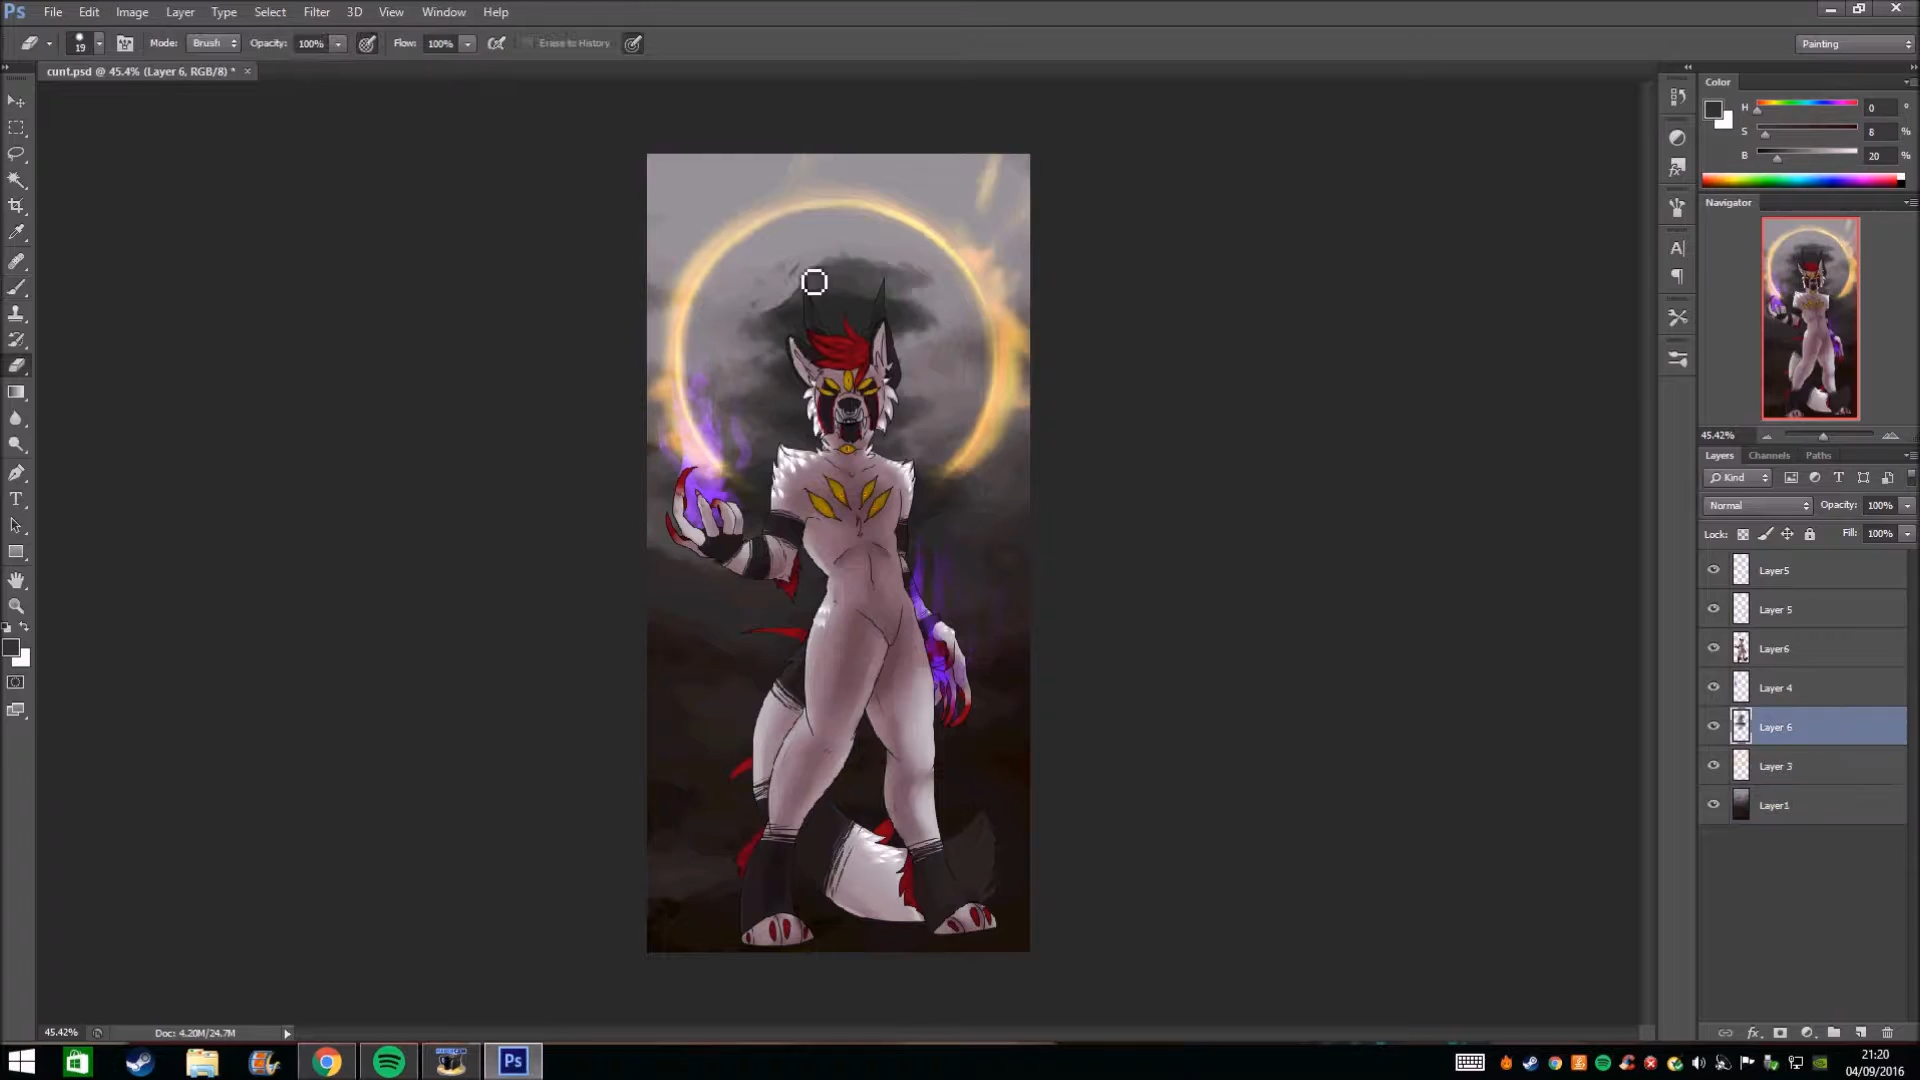 Ps File Edit Image Layer Type Select Filter 3D View Window Help
19 Mode: Brush Opacity: 100% Flow: 100% Erase to History Painting
cunt.psd @ 45.4% (Layer 6, RGB/8) * ×
Color
H 0 °
S 8 %
B 20 %
Navigator
45.42%
Layers Channels Paths
Kind T
Normal Opacity: 100%
Lock: Fill: 100%
Layer5
Layer 5
Layer6
Layer 4
Layer 6
Layer 3
Layer1
fx
A
T
45.42% Doc: 4.20M/24.7M
Ps
21:20
04/09/2016